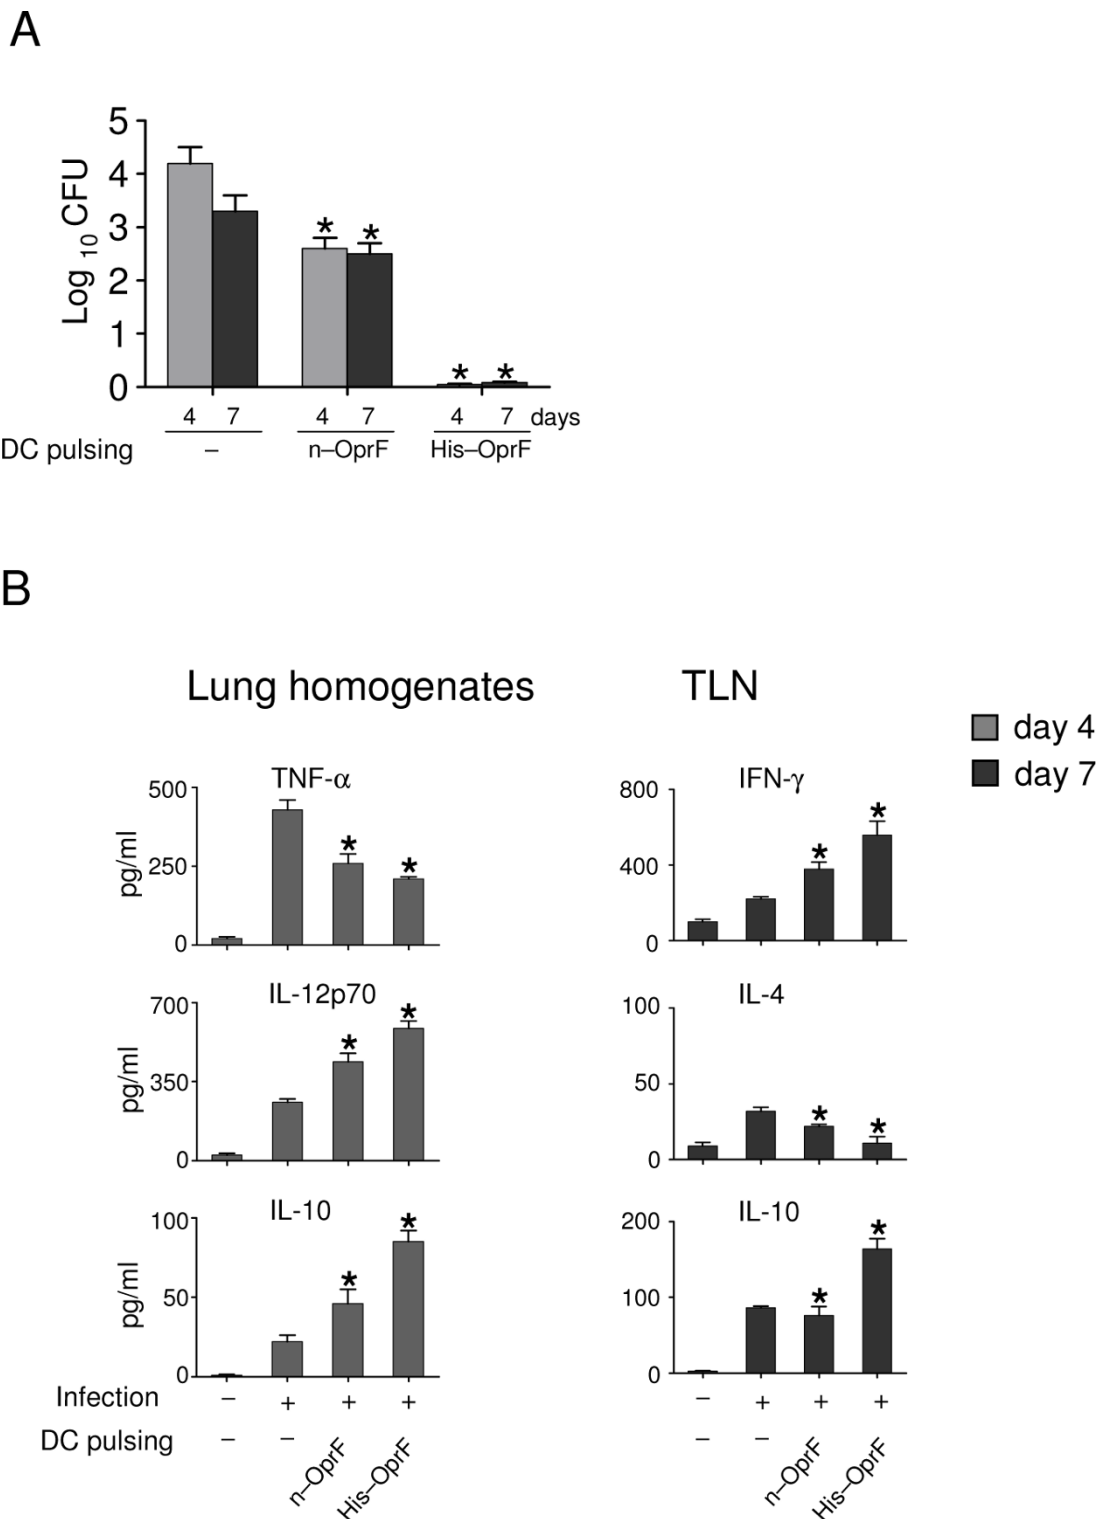 A
5
4
3
2
1
0
Log 10 CFU
* *
* *
4 7 4 7 4 7 days
DC pulsing – n–OprF His–OprF
B
Lung homogenates TLN
day 4
day 7
TNF-α
500
250
0
pg/ml
* *
IFN-γ
800
400
0
* *
IL-12p70
700
350
0
pg/ml
* *
IL-4
100
50
0
* *
IL-10
100
50
0
pg/ml
* *
IL-10
200
100
0
* *
Infection – + + + – + + +
DC pulsing – – n–OprF His–OprF – – n–OprF His–OprF